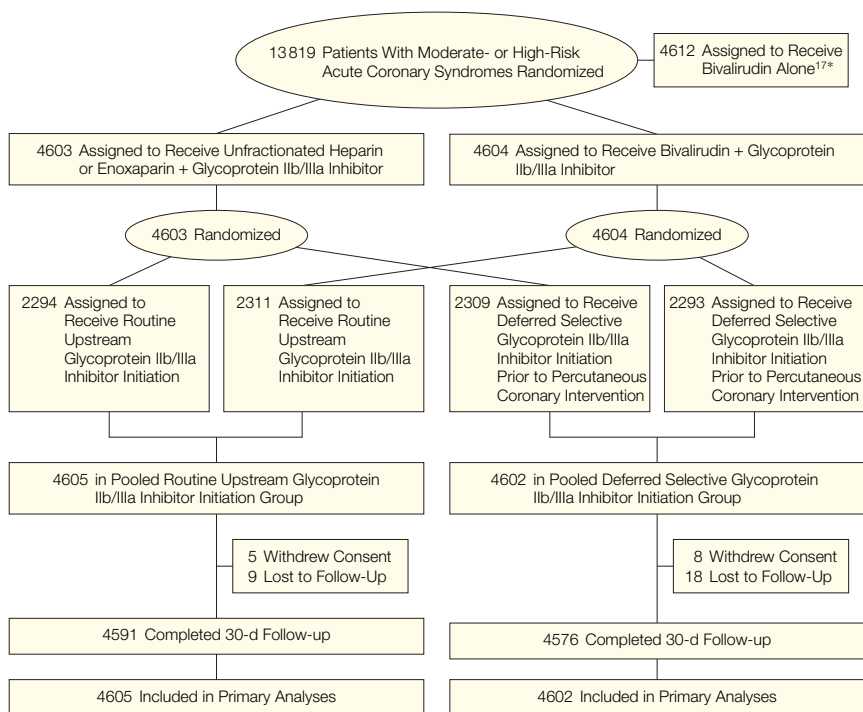 13819 Patients With Moderate- or High-Risk
Acute Coronary Syndromes Randomized
4612 Assigned to Receive
Bivalirudin Alone17*
4603 Assigned to Receive Unfractionated Heparin
or Enoxaparin + Glycoprotein IIb/IIIa Inhibitor
4604 Assigned to Receive Bivalirudin + Glycoprotein
IIb/IIIa Inhibitor
4603 Randomized
4604 Randomized
2294 Assigned to
Receive Routine
Upstream
Glycoprotein IIb/IIIa
Inhibitor Initiation
2311 Assigned to
Receive Routine
Upstream
Glycoprotein IIb/IIIa
Inhibitor Initiation
2309 Assigned to Receive
Deferred Selective
Glycoprotein IIb/IIIa
Inhibitor Initiation
Prior to Percutaneous
Coronary Intervention
2293 Assigned to Receive
Deferred Selective
Glycoprotein IIb/IIIa
Inhibitor Initiation
Prior to Percutaneous
Coronary Intervention
4605 in Pooled Routine Upstream Glycoprotein
IIb/IIIa Inhibitor Initiation Group
4602 in Pooled Deferred Selective Glycoprotein
IIb/IIIa Inhibitor Initiation Group
5 Withdrew Consent
9 Lost to Follow-Up
8 Withdrew Consent
18 Lost to Follow-Up
4591 Completed 30-d Follow-up
4576 Completed 30-d Follow-up
4605 Included in Primary Analyses
4602 Included in Primary Analyses